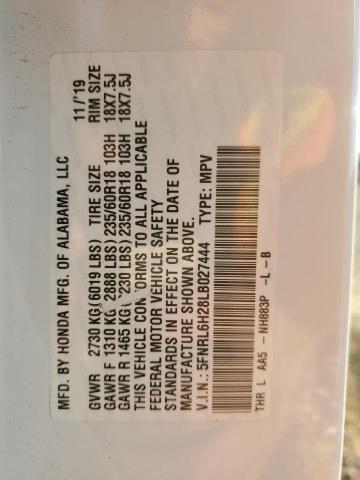 MFD. BY HONDA MFG. OF ALABAMA, LLC 11/'19
GVWR 2730 KG(6019 LBS) TIRE SIZE RIM SIZE
GAWR F 1310 KG 2888 LBS)235/60R18 103H 18X7.5J
GAWR R 1465 KG 3230 LBS)235/60R18 103H 18X7.5J
THIS VEHICLE CONFORMS TO ALL APPLICABLE
FEDERAL MOTOR VEHICLE SAFETY
STANDARDS IN EFFECT ON THE DATE OF
MANUFACTURE SHOWN ABOVE.
V.I.N.: 5FNRL6H28LB027444 TYPE: MPV
THR L AA5 - NH883P -L-B